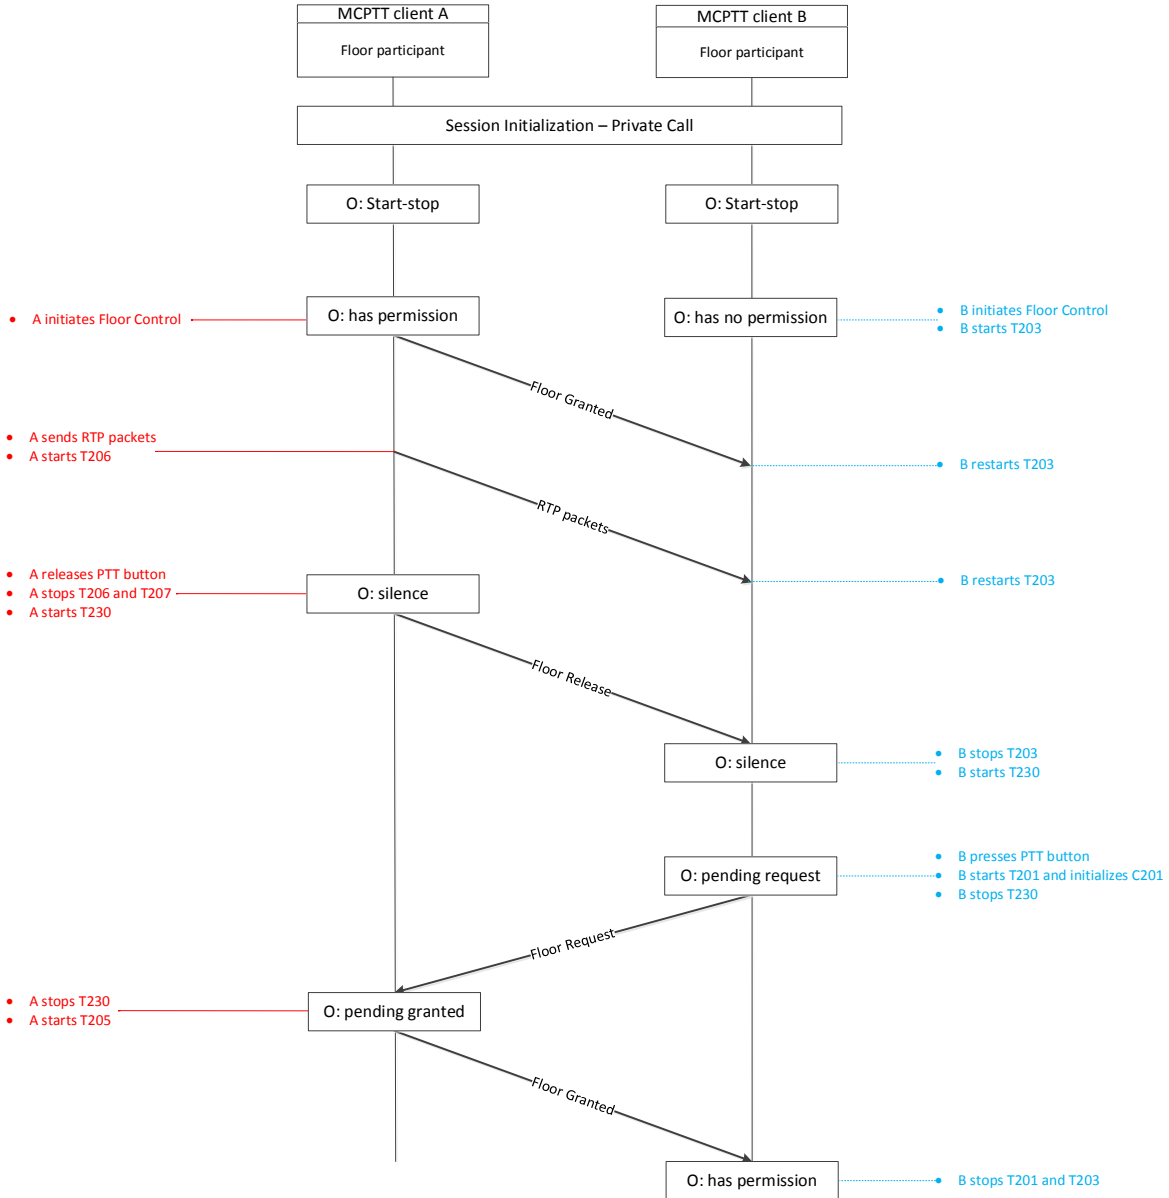 MCPTT client A
MCPTT client B
Floor participant
Floor participant
Session Initialization – Private Call
O: Start-stop
O: Start-stop
• A initiates Floor Control
O: has permission
O: has no permission
• B initiates Floor Control
• B starts T203
Floor Granted
• A sends RTP packets
• A starts T206
• B restarts T203
RTP packets
• A releases PTT button
• A stops T206 and T207
• A starts T230
O: silence
• B restarts T203
Floor Release
O: silence
• B stops T203
• B starts T230
O: pending request
• B presses PTT button
• B starts T201 and initializes C201
• B stops T230
Floor Request
• A stops T230
• A starts T205
O: pending granted
Floor Granted
O: has permission
• B stops T201 and T203